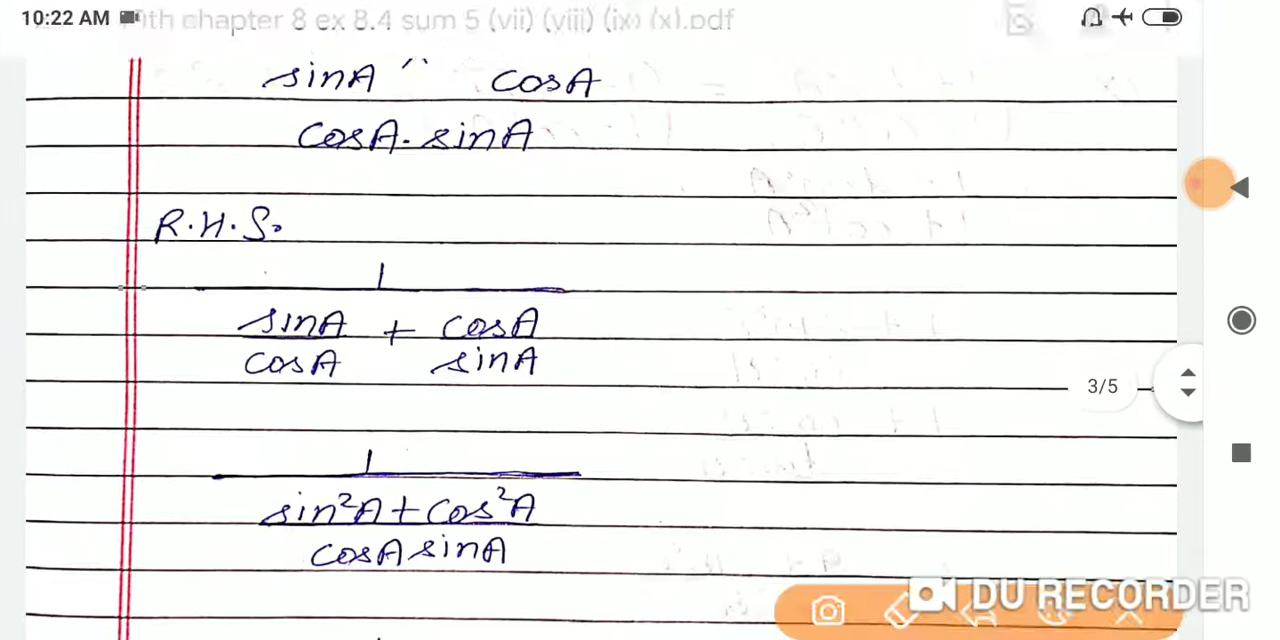 10:22 AM
th chapter 8 ex 8.4 sum 5 (vii) (viii) (ix) (x).pdf
sinA cosA
cosA. sinA
R.H.S.
1
sinA + cosA
cosA sinA
3/5
1
sin²A + cos²A
cosA sinA
DU RECORDER